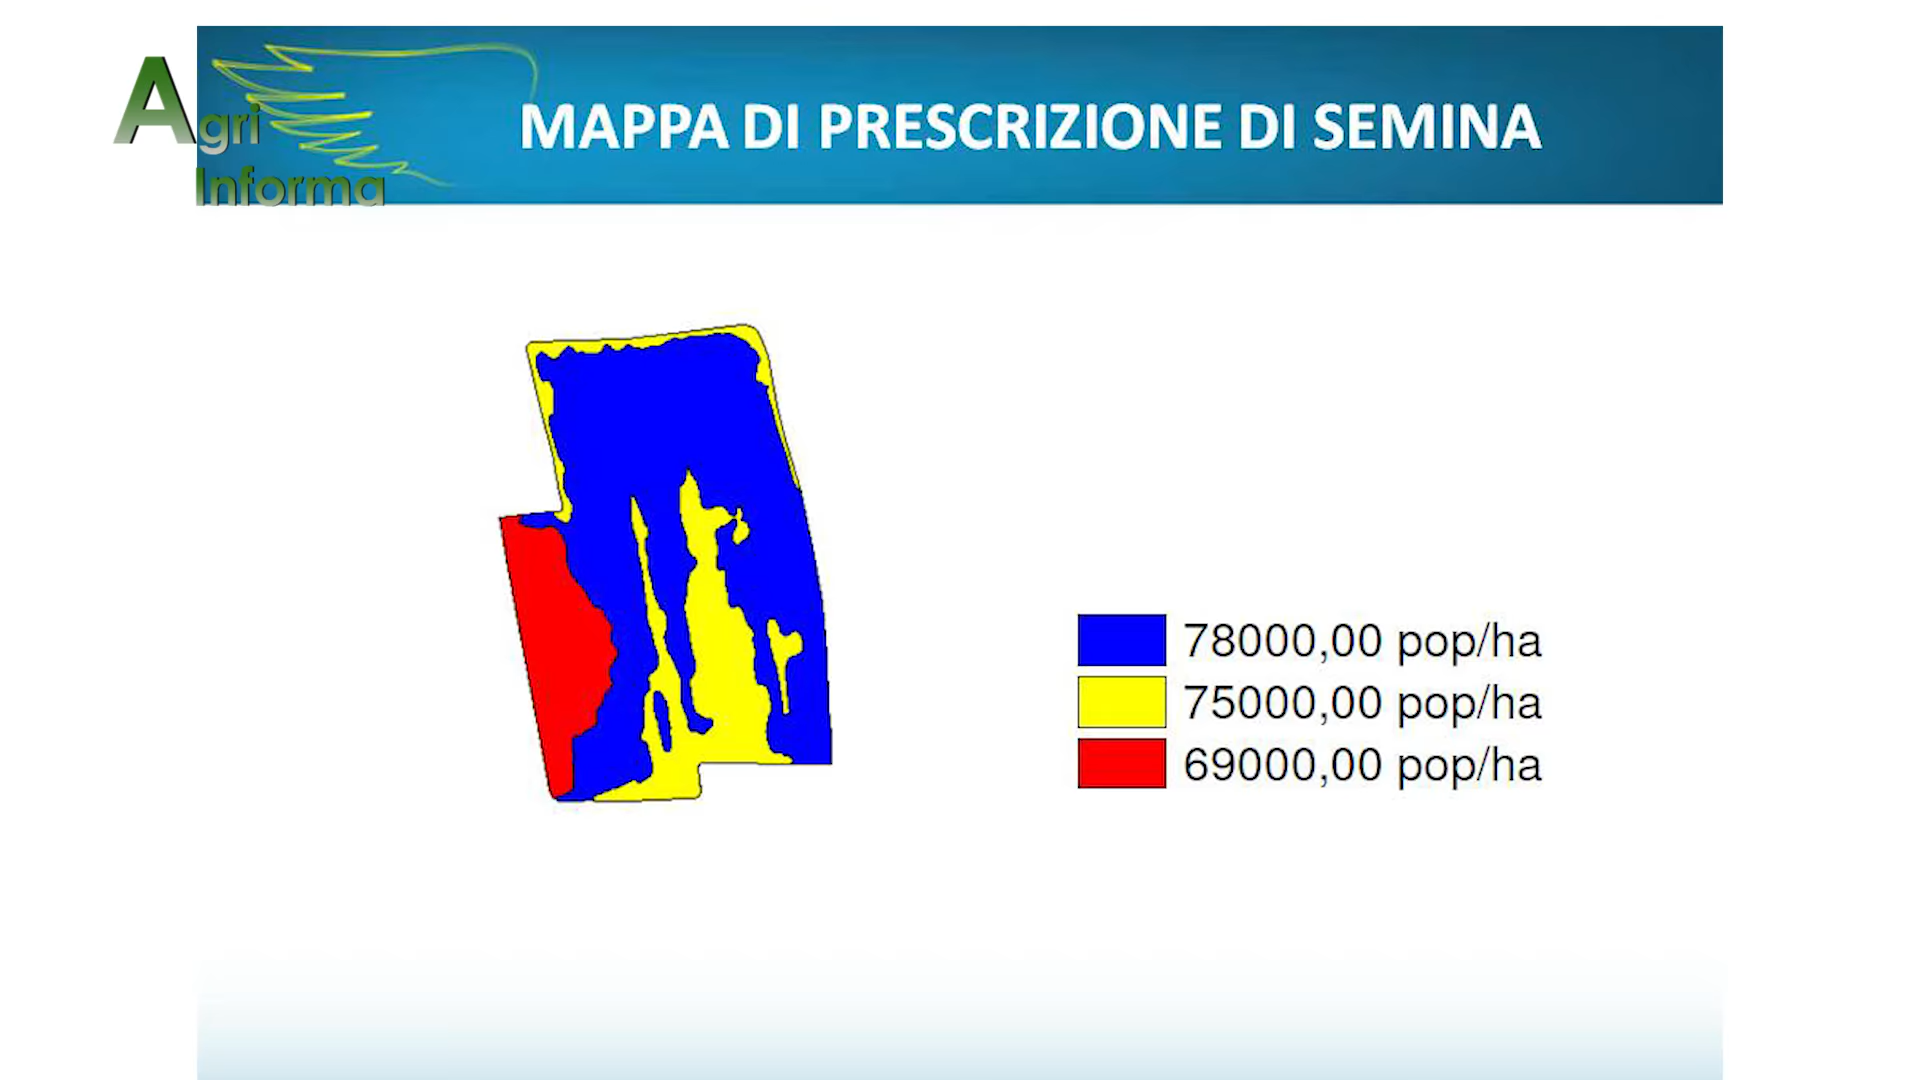 Agri
Informa
MAPPA DI PRESCRIZIONE DI SEMINA
78000,00 pop/ha
75000,00 pop/ha
69000,00 pop/ha